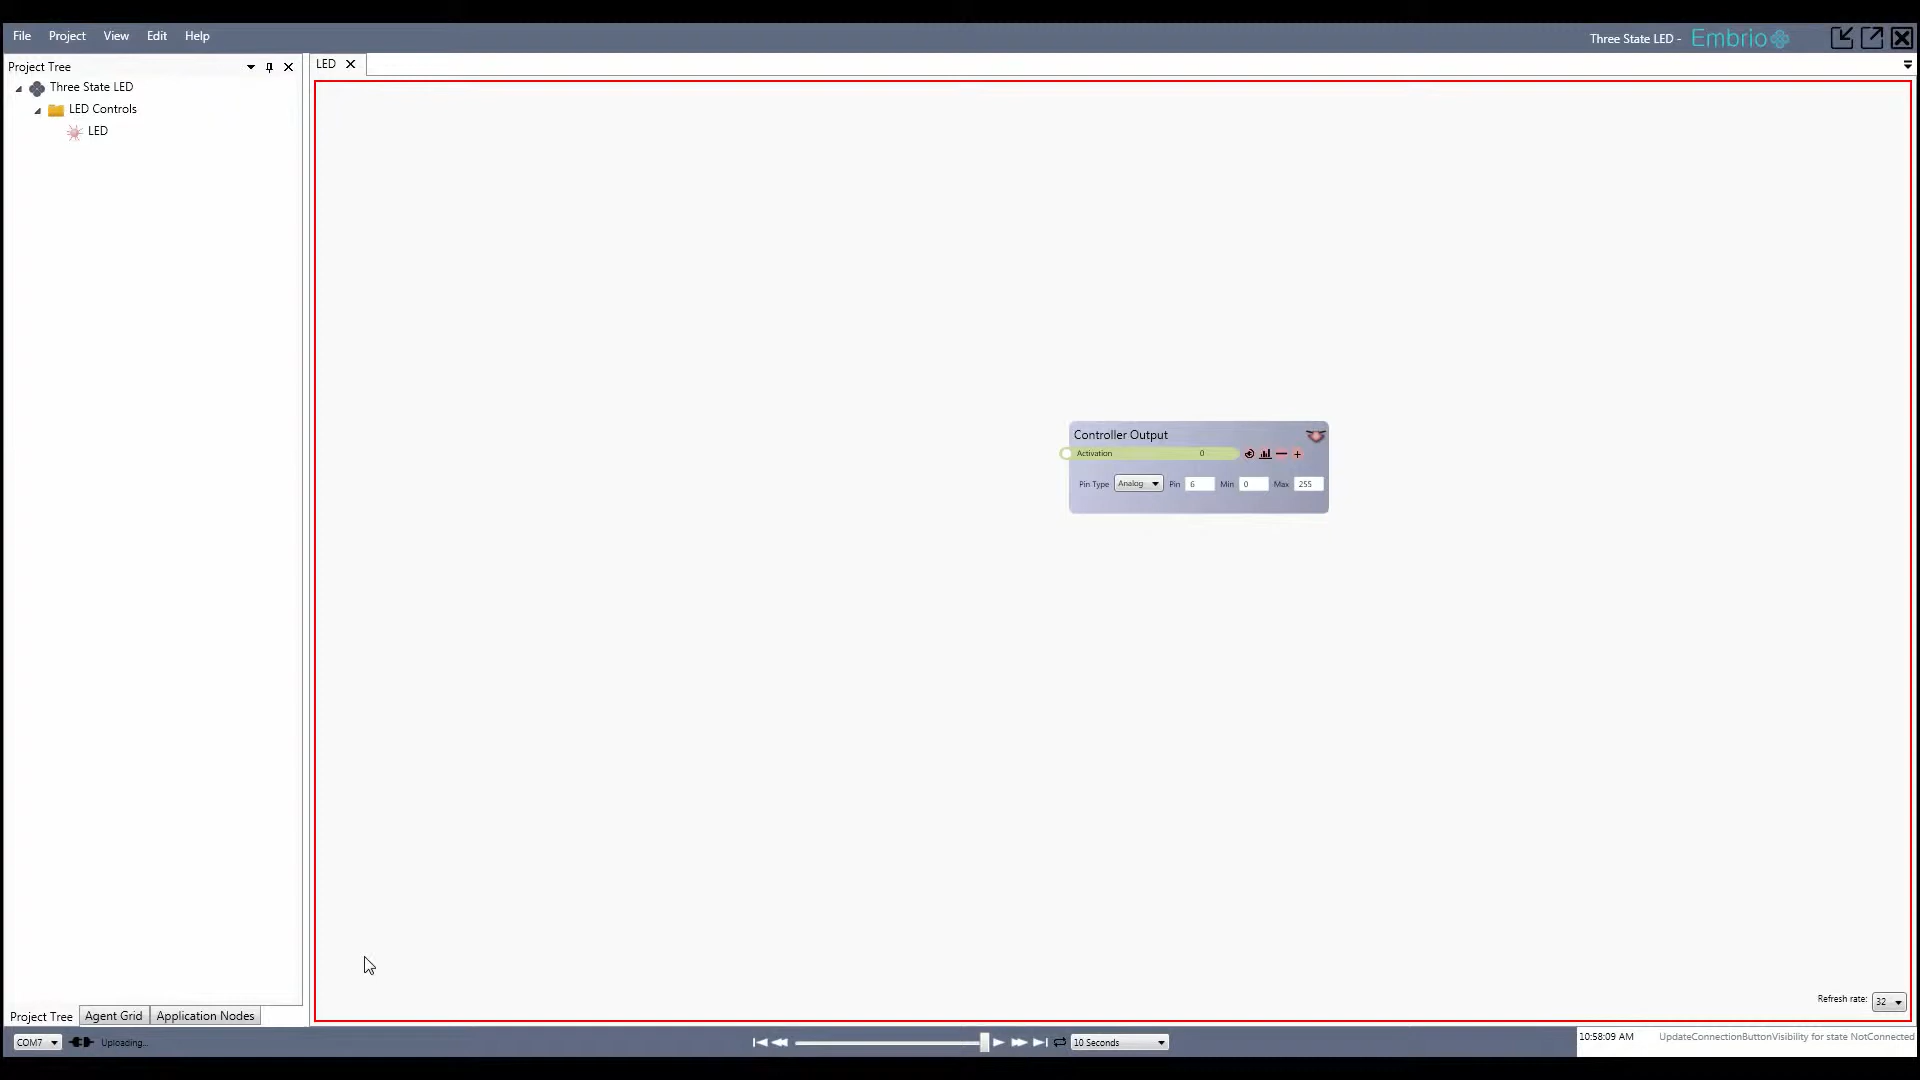 File Project View Edit Help
Three State LED - Embrio
Project Tree
LED
Three State LED
LED Controls
LED
Controller Output
Activation 0
Pin Type Analog Pin 6 Min 0 Max 255
Refresh rate: 32
Project Tree Agent Grid Application Nodes
COM7 Uploading...
10 Seconds
10:58:09 AM UpdateConnectionButtonVisibility for state NotConnected